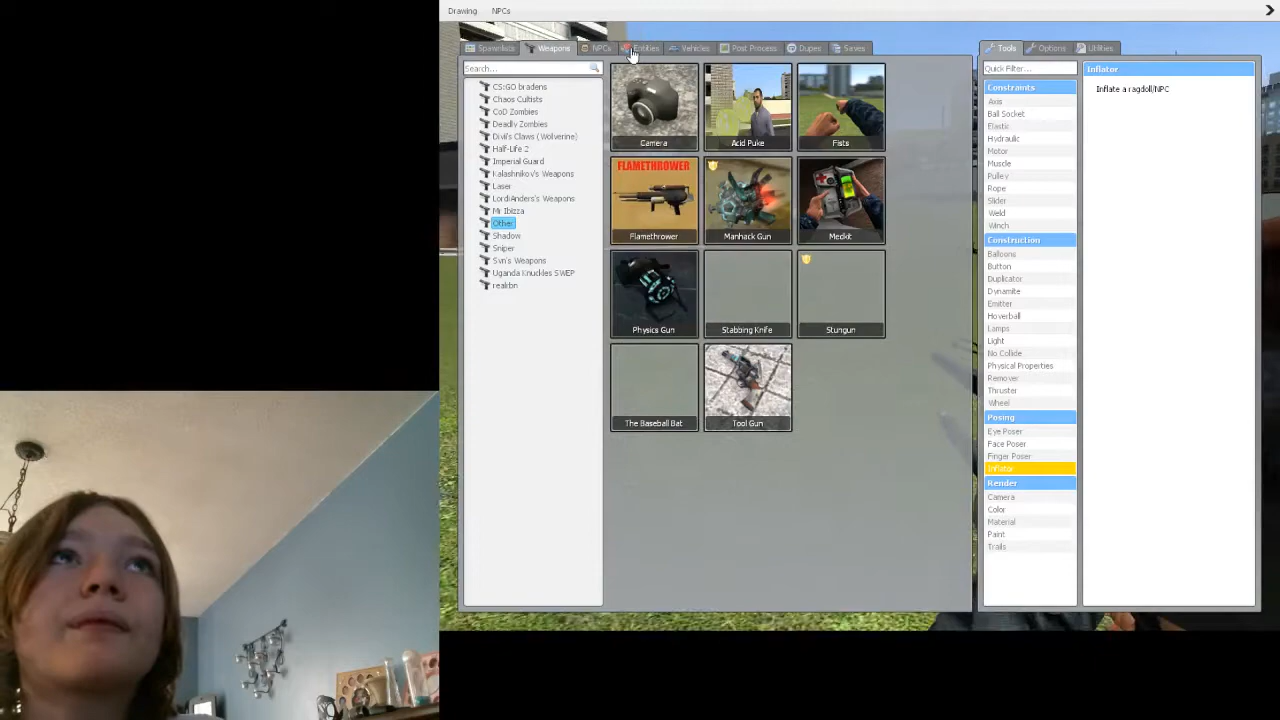 Drawing NPCs
Spawnlists Weapons NPCs Entities Vehicles Post Process Dupes Saves
Tools Options Utilities
Search...
CS:GO bradens
Chaos Cultists
CoD Zombies
Deadly Zombies
Divii's Claws ( Wolverine)
Half-Life 2
Imperial Guard
Kalashnikov's Weapons
Laser
LordiAnders's Weapons
Mr Ibizza
Other
Shadow
Sniper
Svn's Weapons
Uganda Knuckles SWEP
realrbn
Camera Acid Puke Fists
FLAMETHROWER
Flamethrower Manhack Gun Medkit
Physics Gun Stabbing Knife Stungun
The Baseball Bat Tool Gun
Quick Filter...
Constraints
Axis
Ball Socket
Elastic
Hydraulic
Motor
Muscle
Pulley
Rope
Slider
Weld
Winch
Construction
Balloons
Button
Duplicator
Dynamite
Emitter
Hoverball
Lamps
Light
No Collide
Physical Properties
Remover
Thruster
Wheel
Posing
Eye Poser
Face Poser
Finger Poser
Inflator
Render
Camera
Color
Material
Paint
Trails
Inflator
Inflate a ragdoll/NPC